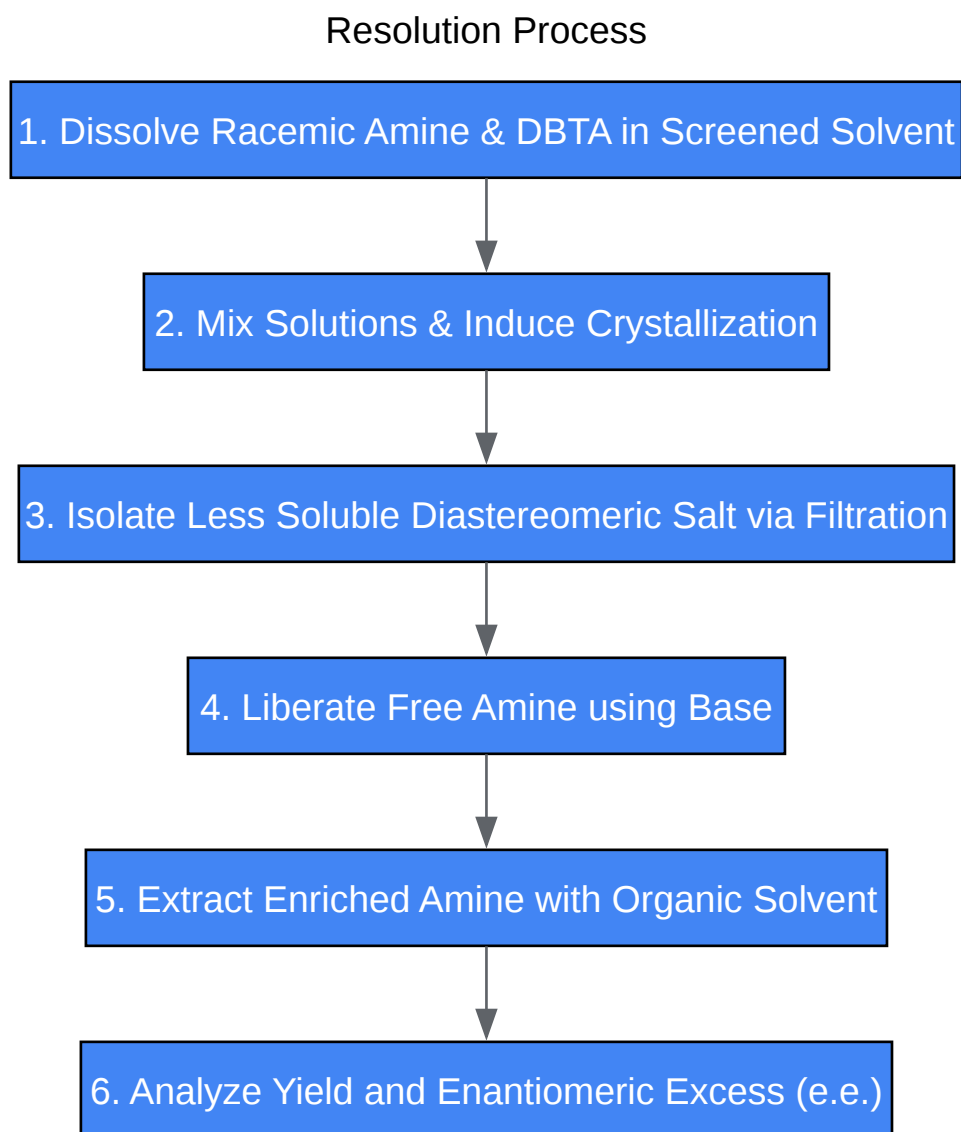 Resolution Process
1. Dissolve Racemic Amine & DBTA in Screened Solvent
2. Mix Solutions & Induce Crystallization
3. Isolate Less Soluble Diastereomeric Salt via Filtration
4. Liberate Free Amine using Base
5. Extract Enriched Amine with Organic Solvent
6. Analyze Yield and Enantiomeric Excess (e.e.)